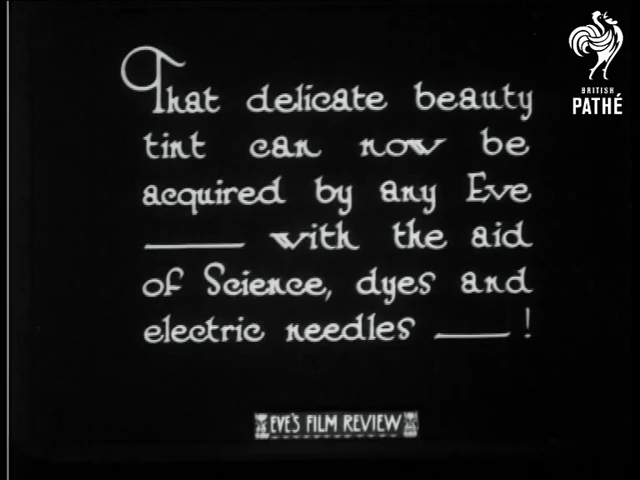 BRITISH
PATHÉ
That delicate beauty
tint can now be
acquired by any Eve
—— with the aid
of Science, dyes and
electric needles ——!
EVE'S FILM REVIEW